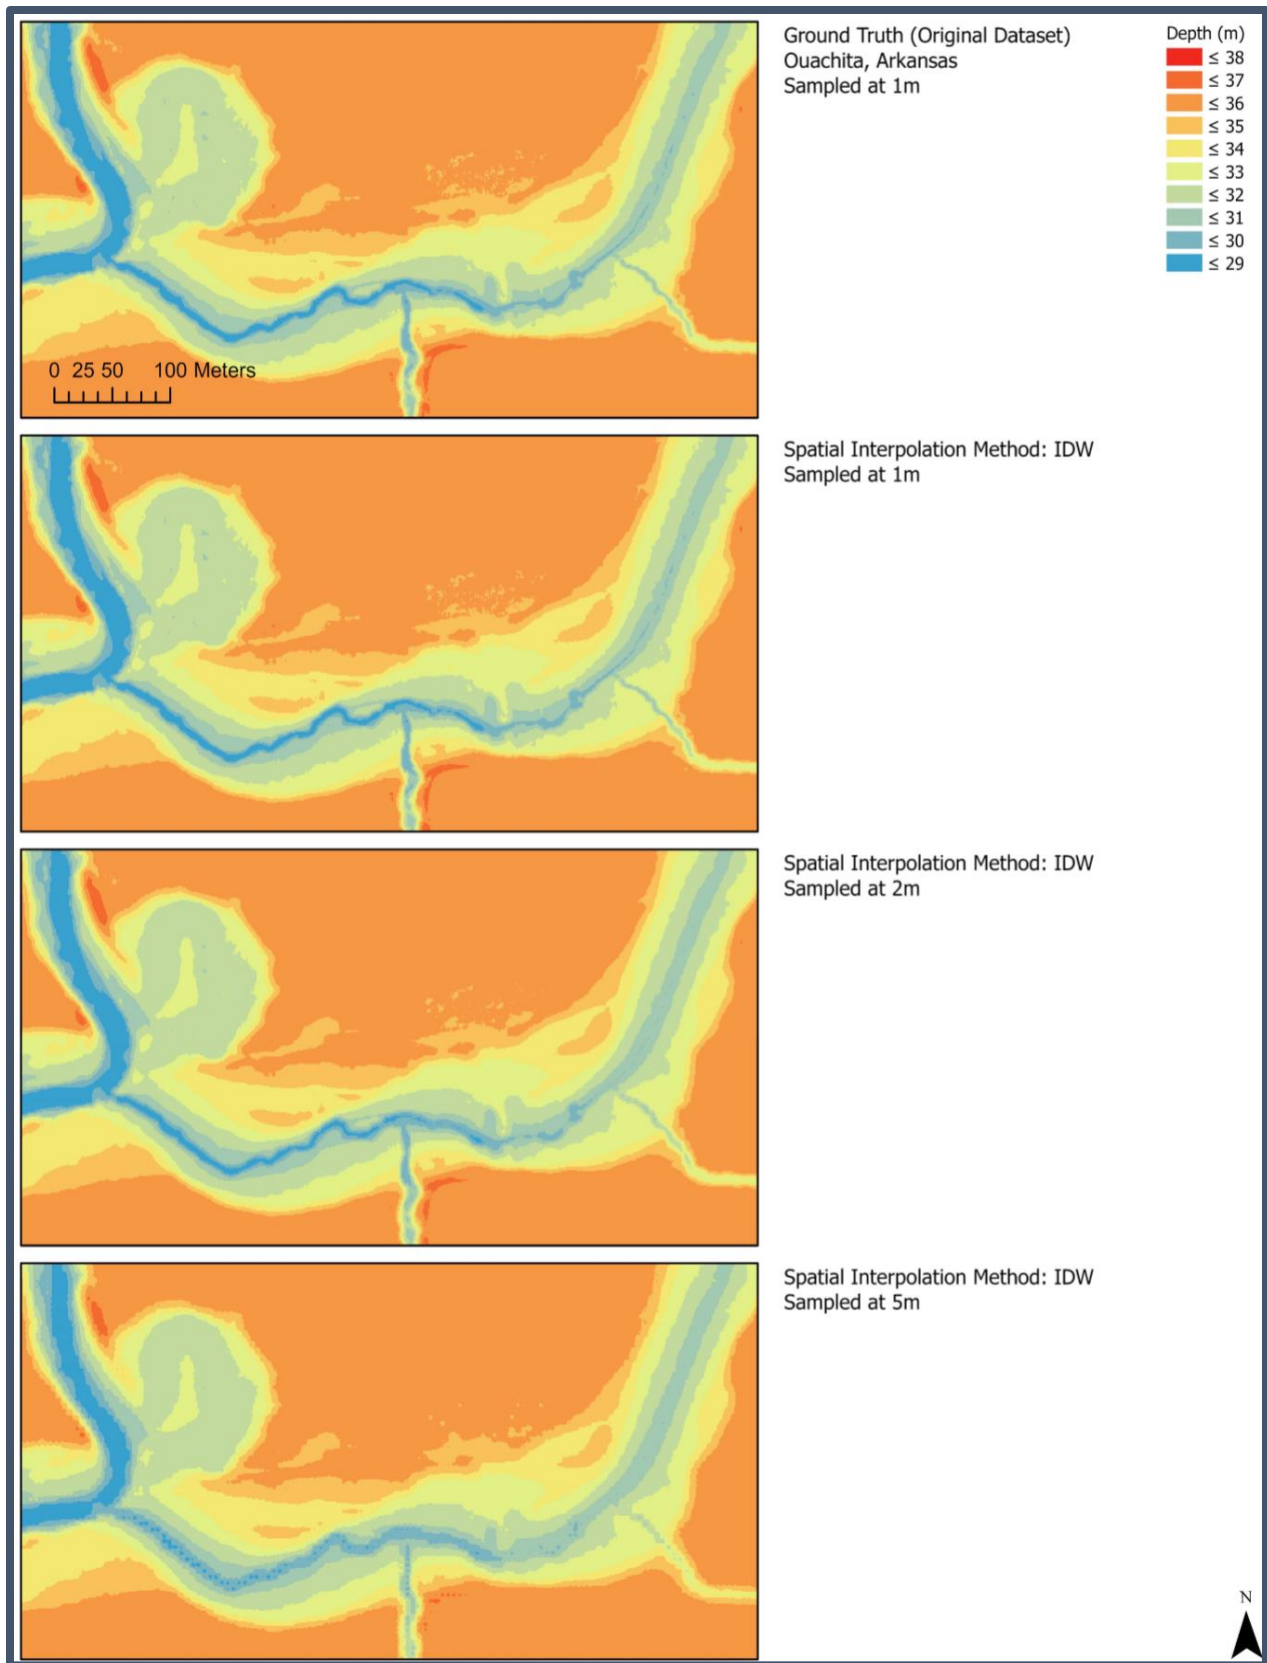 Ground Truth (Original Dataset)
Ouachita, Arkansas
Sampled at 1m
Depth (m)
≤ 38
≤ 37
≤ 36
≤ 35
≤ 34
≤ 33
≤ 32
≤ 31
≤ 30
≤ 29
0 25 50 100 Meters
Spatial Interpolation Method: IDW
Sampled at 1m
Spatial Interpolation Method: IDW
Sampled at 2m
Spatial Interpolation Method: IDW
Sampled at 5m
N